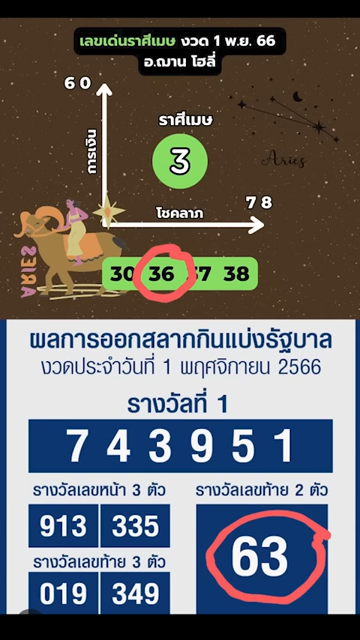 เลขเด่นราศีเมษ งวด 1 พ.ย. 66
อ.ฌาน โฮลี่
6 0
ราศีเมษ
การเงิน
3
Aries
7 8
โชคลาภ
ARIES
30 36 37 38
ผลการออกสลากกินแบ่งรัฐบาล
งวดประจำวันที่ 1 พฤศจิกายน 2566
รางวัลที่ 1
743951
รางวัลเลขหน้า 3 ตัว
รางวัลเลขท้าย 2 ตัว
913 335
63
รางวัลเลขท้าย 3 ตัว
019 349